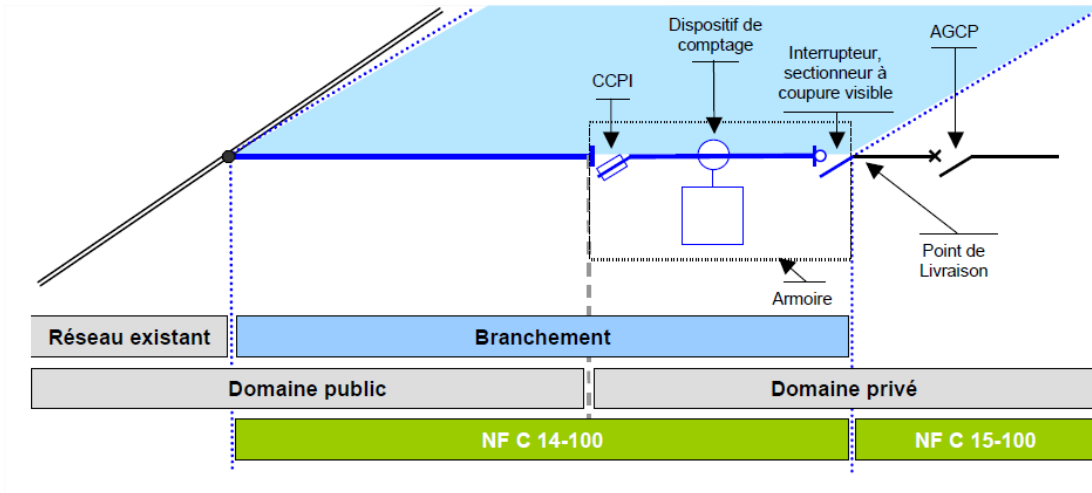 Dispositif de
comptage
Interrupteur,
sectionneur à
coupure visible
AGCP
CCPI
Point de
Livraison
Armoire
Réseau existant
Branchement
Domaine public
Domaine privé
NF C 14-100
NF C 15-100